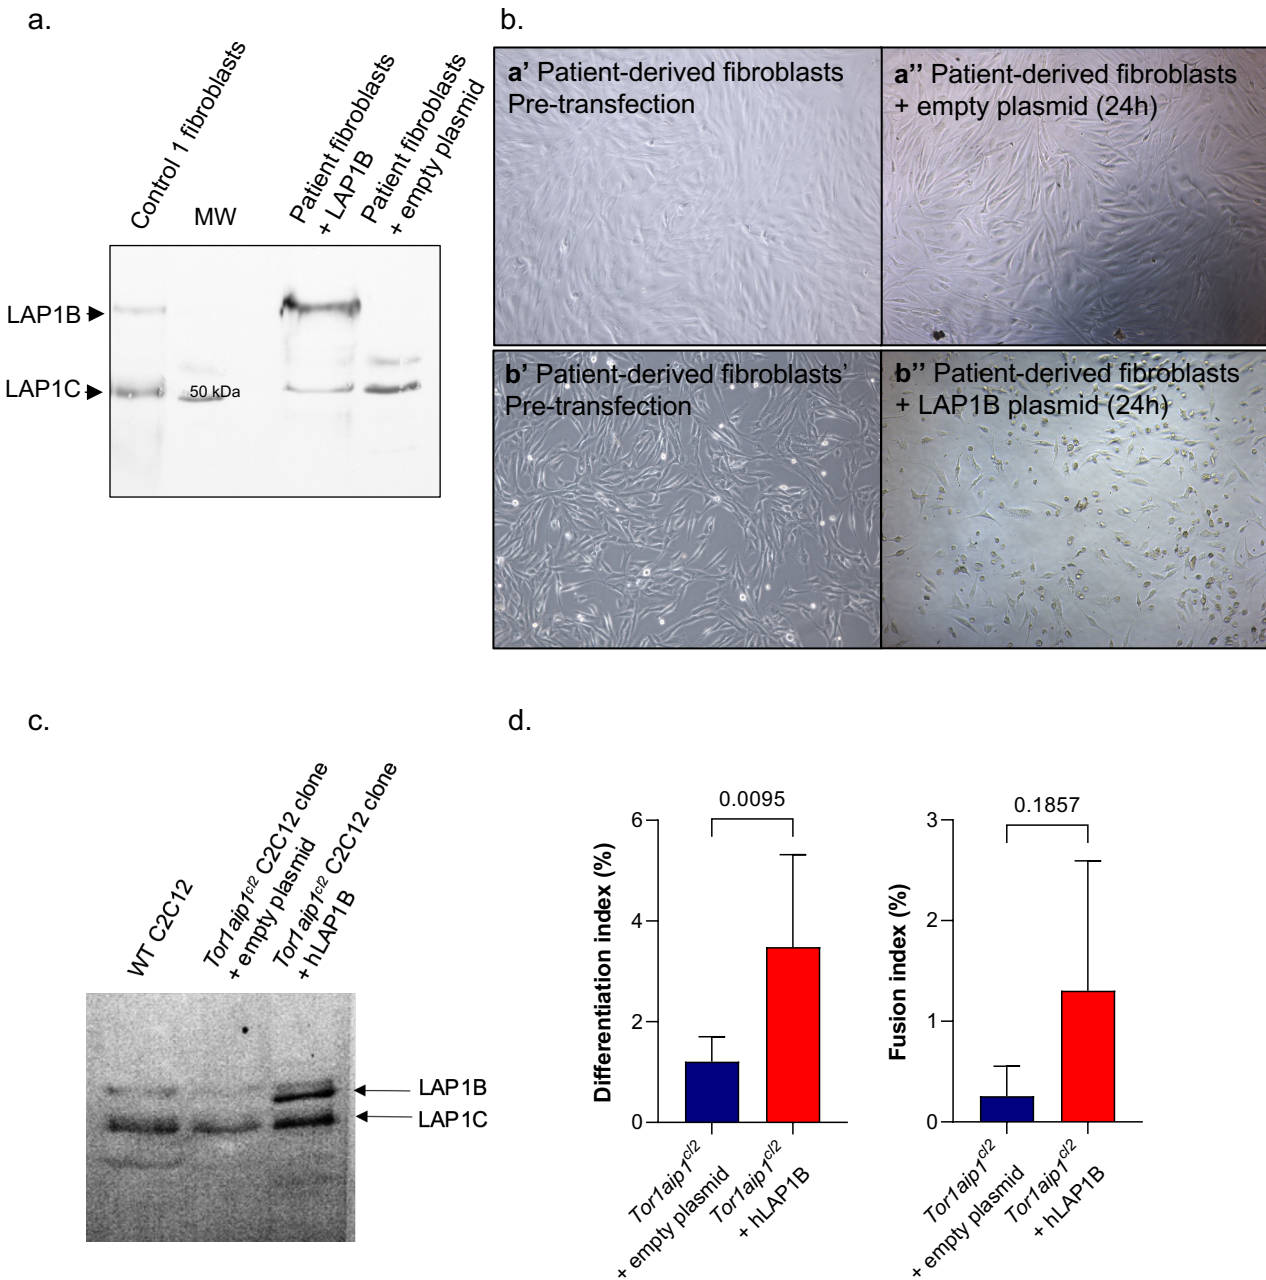 a.
Control 1 fibroblasts
MW
Patient fibroblasts
+ LAP1B
Patient fibroblasts
+ empty plasmid
LAP1B
LAP1C
50 kDa
b.
a' Patient-derived fibroblasts
Pre-transfection
a'' Patient-derived fibroblasts
+ empty plasmid (24h)
b' Patient-derived fibroblasts'
Pre-transfection
b'' Patient-derived fibroblasts
+ LAP1B plasmid (24h)
c.
WT C2C12
Tor1aip1cl2 C2C12 clone
+ empty plasmid
Tor1aip1cl2 C2C12 clone
+ hLAP1B
LAP1B
LAP1C
d.
Differentiation index (%)
6
4
2
0
0.0095
Tor1aip1cl2
+ empty plasmid
Tor1aip1cl2
+ hLAP1B
Fusion index (%)
3
2
1
0
0.1857
Tor1aip1cl2
+ empty plasmid
Tor1aip1cl2
+ hLAP1B